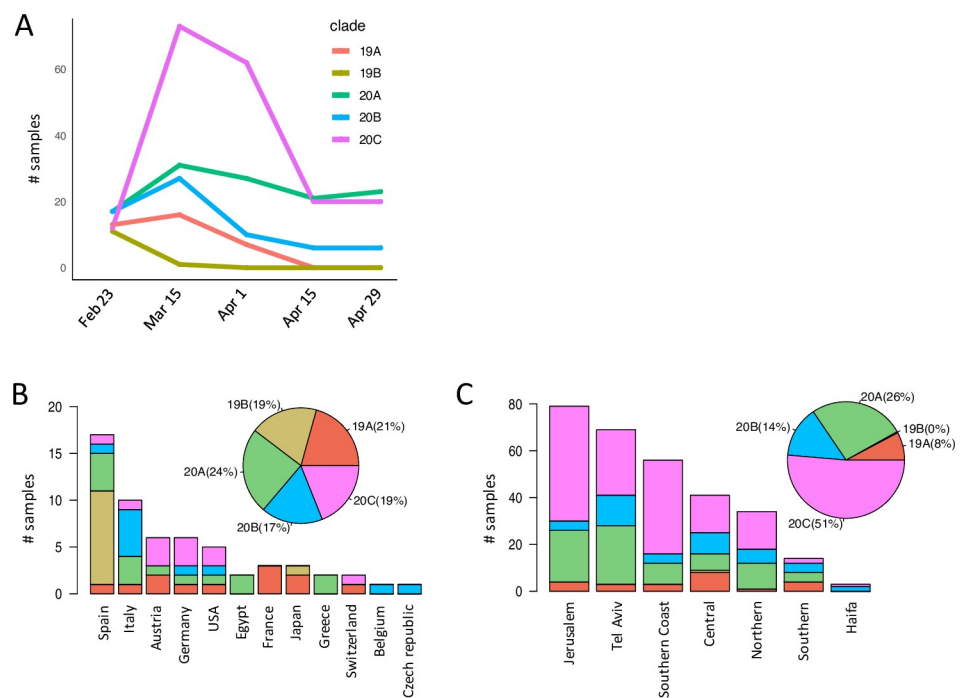 A
clade
19A
19B
20A
20B
20C
# samples
60
40
20
0
Feb 23
Mar 15
Apr 1
Apr 15
Apr 29
B
# samples
20
15
10
5
0
19B(19%)
19A(21%)
20A(24%)
20C(19%)
20B(17%)
Spain
Italy
Austria
Germany
USA
Egypt
France
Japan
Greece
Switzerland
Belgium
Czech republic
C
# samples
80
60
40
20
0
20A(26%)
20B(14%)
19B(0%)
19A(8%)
20C(51%)
Jerusalem
Tel Aviv
Southern Coast
Central
Northern
Southern
Haifa